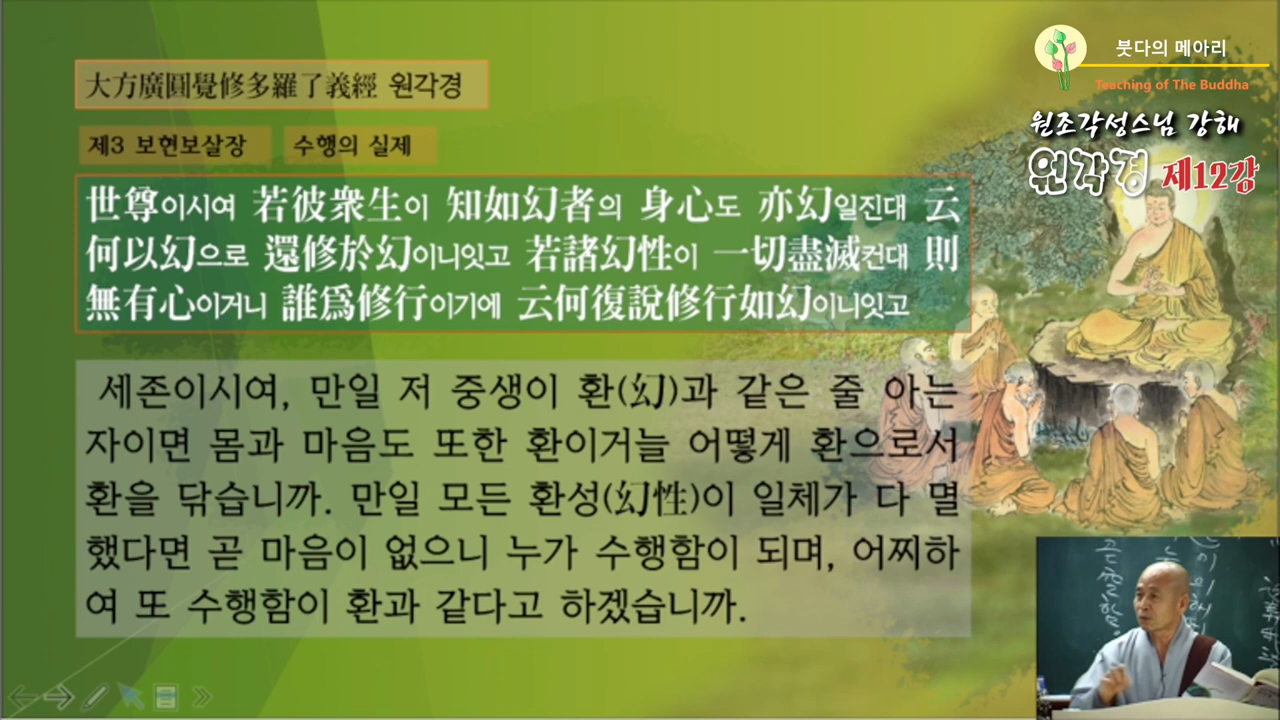 大方廣圓覺修多羅了義經 원각경
제3 보현보살장
수행의 실제
世尊이시여 若彼衆生이 知如幻者의 身心도 亦幻일진대 云
何以幻으로 還修於幻이니잇고 若諸幻性이 一切盡滅컨대 則
無有心이거니 誰爲修行이기에 云何復說修行如幻이니잇고
세존이시여, 만일 저 중생이 환(幻)과 같은 줄 아는
자이면 몸과 마음도 또한 환이거늘 어떻게 환으로서
환을 닦습니까. 만일 모든 환성(幻性)이 일체가 다 멸
했다면 곧 마음이 없으니 누가 수행함이 되며, 어찌하
여 또 수행함이 환과 같다고 하겠습니까.
붓다의 메아리
Teaching of The Buddha
원조각성스님 강해
원각경 제12강